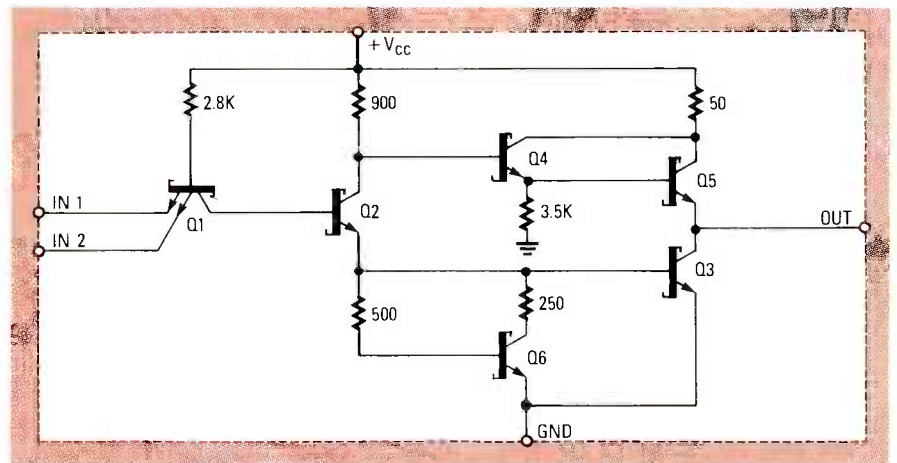 +VCC
2.8K
900
50
Q4
Q5
IN 1
Q2
3.5K
OUT
IN 2
Q1
Q3
500
250
Q6
GND